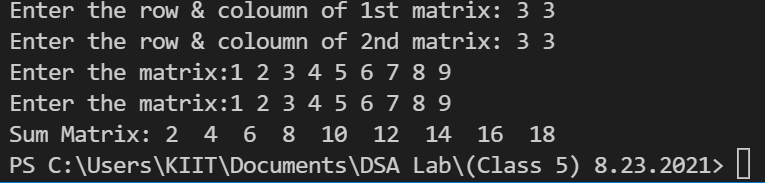 Enter the row & coloumn of 1st matrix: 3 3
Enter the row & coloumn of 2nd matrix: 3 3
Enter the matrix:1 2 3 4 5 6 7 8 9
Enter the matrix:1 2 3 4 5 6 7 8 9
Sum Matrix: 2  4  6  8  10  12  14  16  18
PS C:\Users\KIIT\Documents\DSA Lab\(Class 5) 8.23.2021>